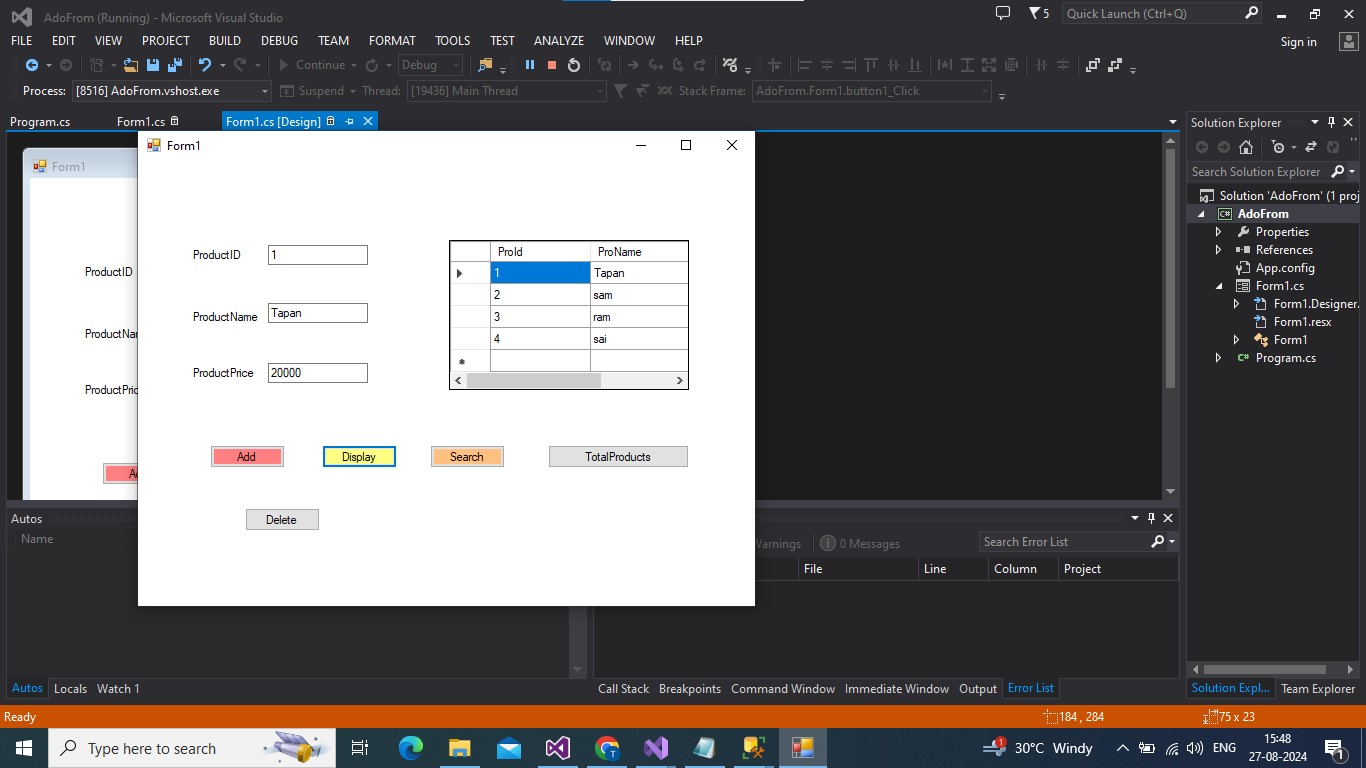 AdoFrom (Running) - Microsoft Visual Studio
5
Quick Launch (Ctrl+Q)
FILE EDIT VIEW PROJECT BUILD DEBUG TEAM FORMAT TOOLS TEST ANALYZE WINDOW HELP
Sign in
Continue
Debug
Process: [8516] AdoFrom.vshost.exe
Suspend
Thread: [19436] Main Thread
Stack Frame: AdoFrom.Form1.button1_Click
Program.cs
Form1.cs
Form1.cs [Design]
Form1
ProductID
Form1
ProductID 1
ProductName Tapan
ProductPrice 20000
ProId ProName
1 Tapan
2 sam
3 ram
4 sai
Add Display Search TotalProducts
Delete
Solution Explorer
Search Solution Explorer
Solution 'AdoFrom' (1 proj
C# AdoFrom
Properties
References
App.config
Form1.cs
Form1.Designer.
Form1.resx
Form1
C# Program.cs
Autos
Name
Warnings
0 Messages
Search Error List
File Line Column Project
Autos Locals Watch 1
Call Stack Breakpoints Command Window Immediate Window Output Error List
Solution Expl... Team Explorer
Ready
184 , 284
75 x 23
Type here to search
1
30°C Windy
ENG
15:48
27-08-2024
1